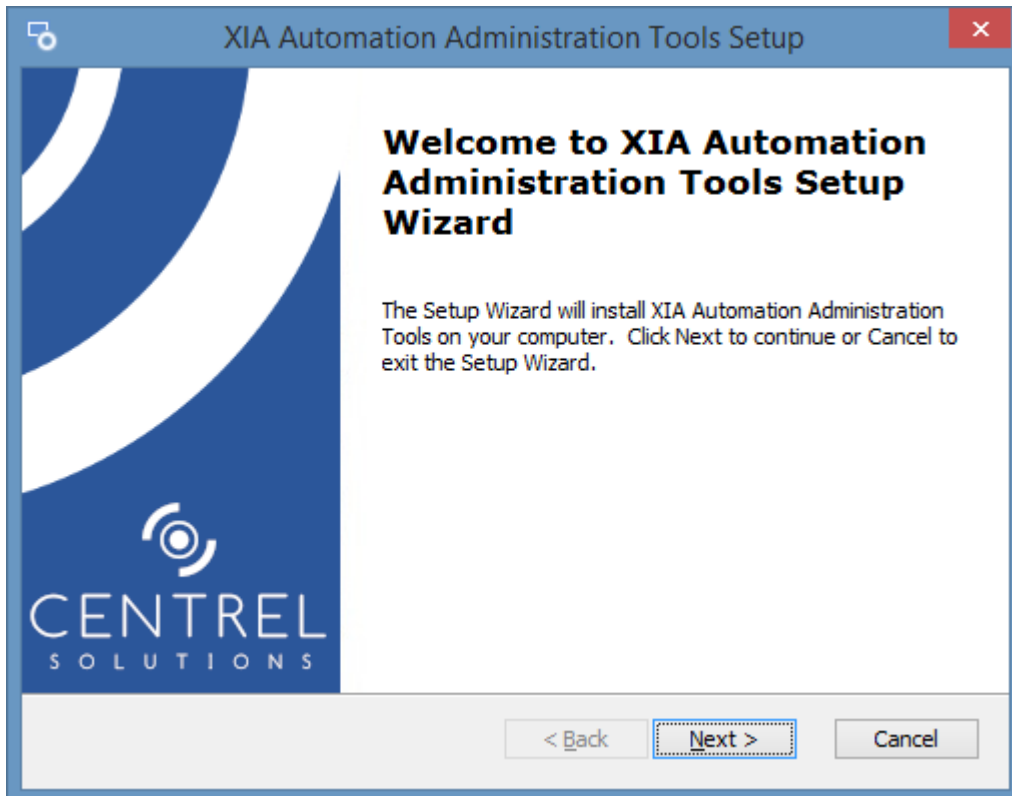 XIA Automation Administration Tools Setup
Welcome to XIA Automation
Administration Tools Setup
Wizard
The Setup Wizard will install XIA Automation Administration
Tools on your computer.  Click Next to continue or Cancel to
exit the Setup Wizard.
CENTREL
SOLUTIONS
< Back Next > Cancel